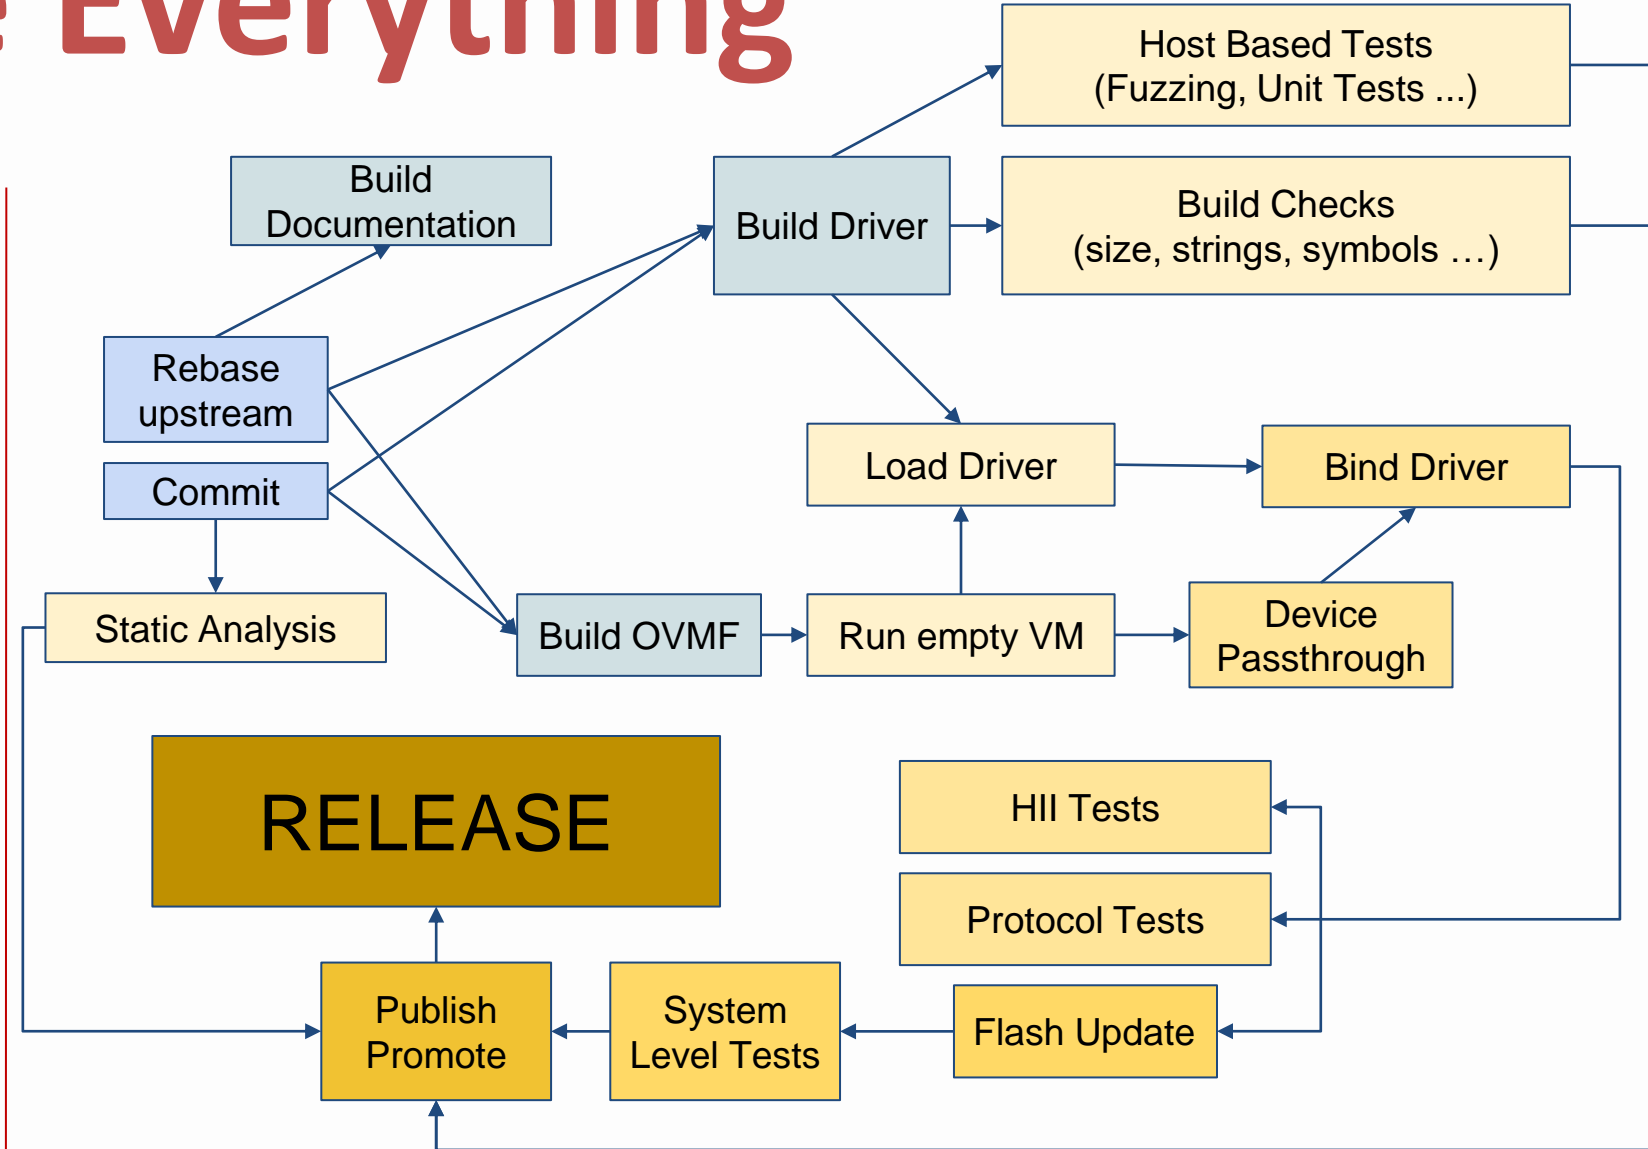 e Everything
Host Based Tests
(Fuzzing, Unit Tests ...)
Build
Documentation
Build Driver
Build Checks
(size, strings, symbols …)
Rebase
upstream
Commit
Load Driver
Bind Driver
Static Analysis
Build OVMF
Run empty VM
Device
Passthrough
RELEASE
HII Tests
Protocol Tests
Publish
Promote
System
Level Tests
Flash Update